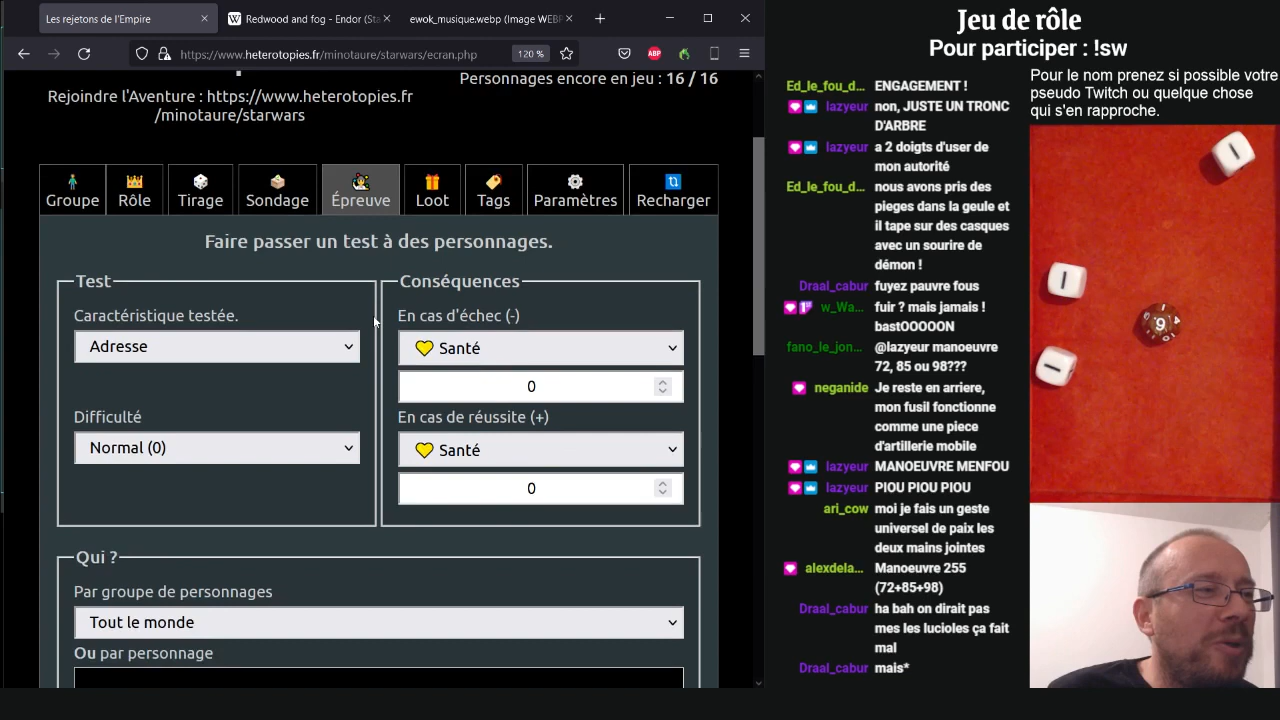 Les rejetons de l'Empire
Redwood and fog - Endor (Sta
ewok_musique.webp (Image WEBP
https://www.heterotopies.fr/minotaure/starwars/ecran.php
120 %
ABP
Personnages encore en jeu : 16 / 16
Rejoindre l'Aventure : https://www.heterotopies.fr
/minotaure/starwars
Groupe
Rôle
Tirage
Sondage
Épreuve
Loot
Tags
Paramètres
Recharger
Faire passer un test à des personnages.
Test
Caractéristique testée.
Adresse
Difficulté
Normal (0)
Conséquences
En cas d'échec (-)
Santé
0
En cas de réussite (+)
Santé
0
Qui ?
Par groupe de personnages
Tout le monde
Ou par personnage
Ed_le_fou_d... ENGAGEMENT !
lazyeur non, JUSTE UN TRONC
D'ARBRE
lazyeur a 2 doigts d'user de
mon autorité
Ed_le_fou_d... nous avons pris des
pieges dans la geule et
il tape sur des casques
avec un sourire de
démon !
Draal_cabur fuyez pauvre fous
w_Wa... fuir ? mais jamais !
bastOOOOON
fano_le_jon... @lazyeur manoeuvre
72, 85 ou 98???
neganide Je reste en arriere,
mon fusil fonctionne
comme une piece
d'artillerie mobile
lazyeur MANOEUVRE MENFOU
lazyeur PIOU PIOU PIOU
ari_cow moi je fais un geste
universel de paix les
deux mains jointes
alexdela... Manoeuvre 255
(72+85+98)
Draal_cabur ha bah on dirait pas
mes les lucioles ça fait
mal
Draal_cabur mais*
Jeu de rôle
Pour participer : !sw
Pour le nom prenez si possible votre
pseudo Twitch ou quelque chose
qui s'en rapproche.
9